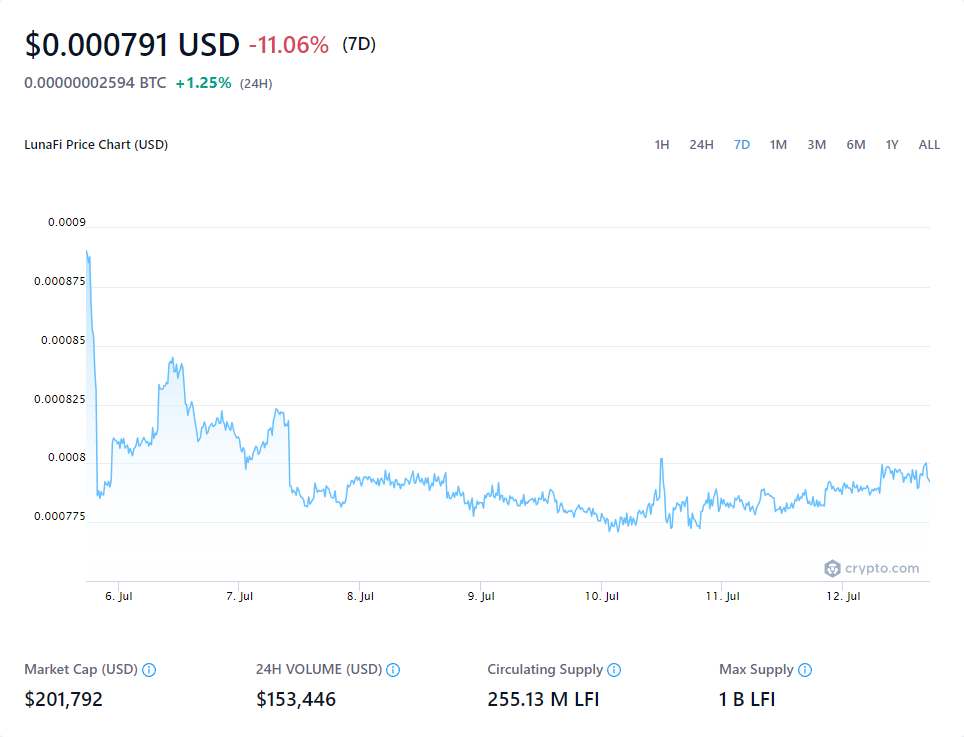 $0.000791 USD -11.06% (7D)
0.00000002594 BTC +1.25% (24H)
LunaFi Price Chart (USD) 1H 24H 7D 1M 3M 6M 1Y ALL
0.0009
0.000875
0.00085
0.000825
0.0008
0.000775
crypto.com
6. Jul 7. Jul 8. Jul 9. Jul 10. Jul 11. Jul 12. Jul
Market Cap (USD) 24H VOLUME (USD) Circulating Supply Max Supply
$201,792 $153,446 255.13 M LFI 1 B LFI